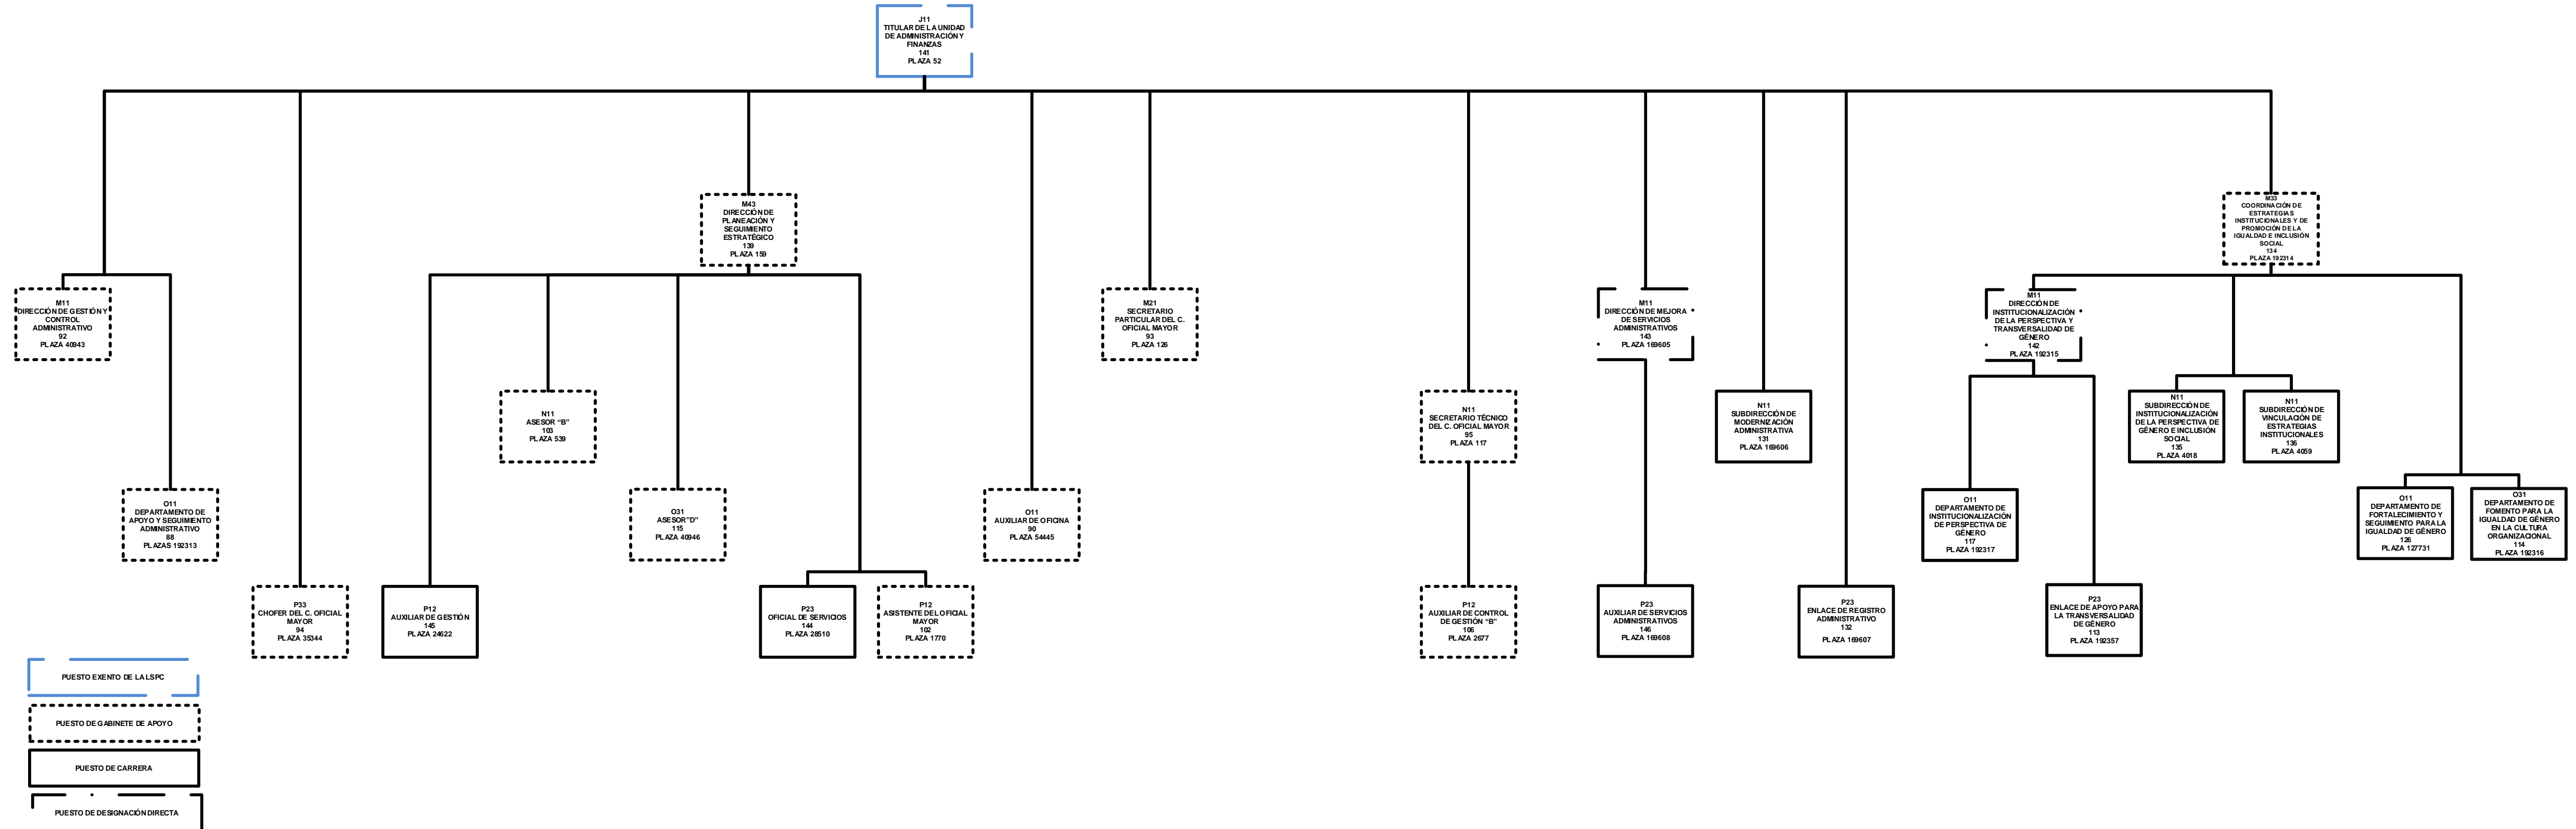 J11
TITULAR DE LA UNIDAD
DE ADMINISTRACIÓN Y
FINANZAS
141
PLAZA 52
M43
DIRECCIÓN DE
PLANEACIÓN Y
SEGUIMIENTO
ESTRATÉGICO
139
PLAZA 159
M33
COORDINACIÓN DE
ESTRATEGIAS
INSTITUCIONALES Y DE
PROMOCIÓN DE LA
IGUALDAD E INCLUSIÓN
SOCIAL
134
PLAZA 192314
M11
DIRECCIÓN DE GESTIÓN Y
CONTROL
ADMINISTRATIVO
92
PLAZA 40943
M21
SECRETARIO
PARTICULAR DEL C.
OFICIAL MAYOR
93
PLAZA 126
M11
DIRECCIÓN DE MEJORA
DE SERVICIOS
ADMINISTRATIVOS
143
PLAZA 169605
M11
DIRECCIÓN DE
INSTITUCIONALIZACIÓN
DE LA PERSPECTIVA Y
TRANSVERSALIDAD DE
GÉNERO
142
PLAZA 192315
N11
ASESOR “B”
103
PLAZA 539
N11
SECRETARIO TÉCNICO
DEL C. OFICIAL MAYOR
95
PLAZA 117
N11
SUBDIRECCIÓN DE
MODERNIZACIÓN
ADMINISTRATIVA
131
PLAZA 169606
N11
SUBDIRECCIÓN DE
INSTITUCIONALIZACIÓN
DE LA PERSPECTIVA DE
GÉNERO E INCLUSIÓN
SOCIAL
135
PLAZA 4018
N11
SUBDIRECCIÓN DE
VINCULACIÓN DE
ESTRATEGIAS
INSTITUCIONALES
136
PLAZA 4059
O11
DEPARTAMENTO DE
APOYO Y SEGUIMIENTO
ADMINISTRATIVO
88
PLAZAS 192313
O31
ASESOR”D”
115
PLAZA 40946
O11
AUXILIAR DE OFICINA
90
PLAZA 54445
O11
DEPARTAMENTO DE
INSTITUCIONALIZACIÓN
DE PERSPECTIVA DE
GÉNERO
117
PLAZA 192317
O11
DEPARTAMENTO DE
FORTALECIMIENTO Y
SEGUIMIENTO PARA LA
IGUALDAD DE GÉNERO
126
PLAZA 127731
O31
DEPARTAMENTO DE
FOMENTO PARA LA
IGUALDAD DE GÉNERO
EN LA CULTURA
ORGANIZACIONAL
114
PLAZA 192316
P33
CHOFER DEL C. OFICIAL
MAYOR
94
PLAZA 35344
P12
AUXILIAR DE GESTIÓN
145
PLAZA 24622
P23
OFICIAL DE SERVICIOS
144
PLAZA 28510
P12
ASISTENTE DEL OFICIAL
MAYOR
102
PLAZA 1770
P12
AUXILIAR DE CONTROL
DE GESTIÓN “B”
106
PLAZA 2677
P23
AUXILIAR DE SERVICIOS
ADMINISTRATIVOS
146
PLAZA 169608
P23
ENLACE DE REGISTRO
ADMINISTRATIVO
132
PLAZA 169607
P23
ENLACE DE APOYO PARA
LA TRANSVERSALIDAD
DE GÉNERO
113
PLAZA 192357
PUESTO EXENTO DE LA LSPC
PUESTO DE GABINETE DE APOYO
PUESTO DE CARRERA
PUESTO DE DESIGNACIÓN DIRECTA